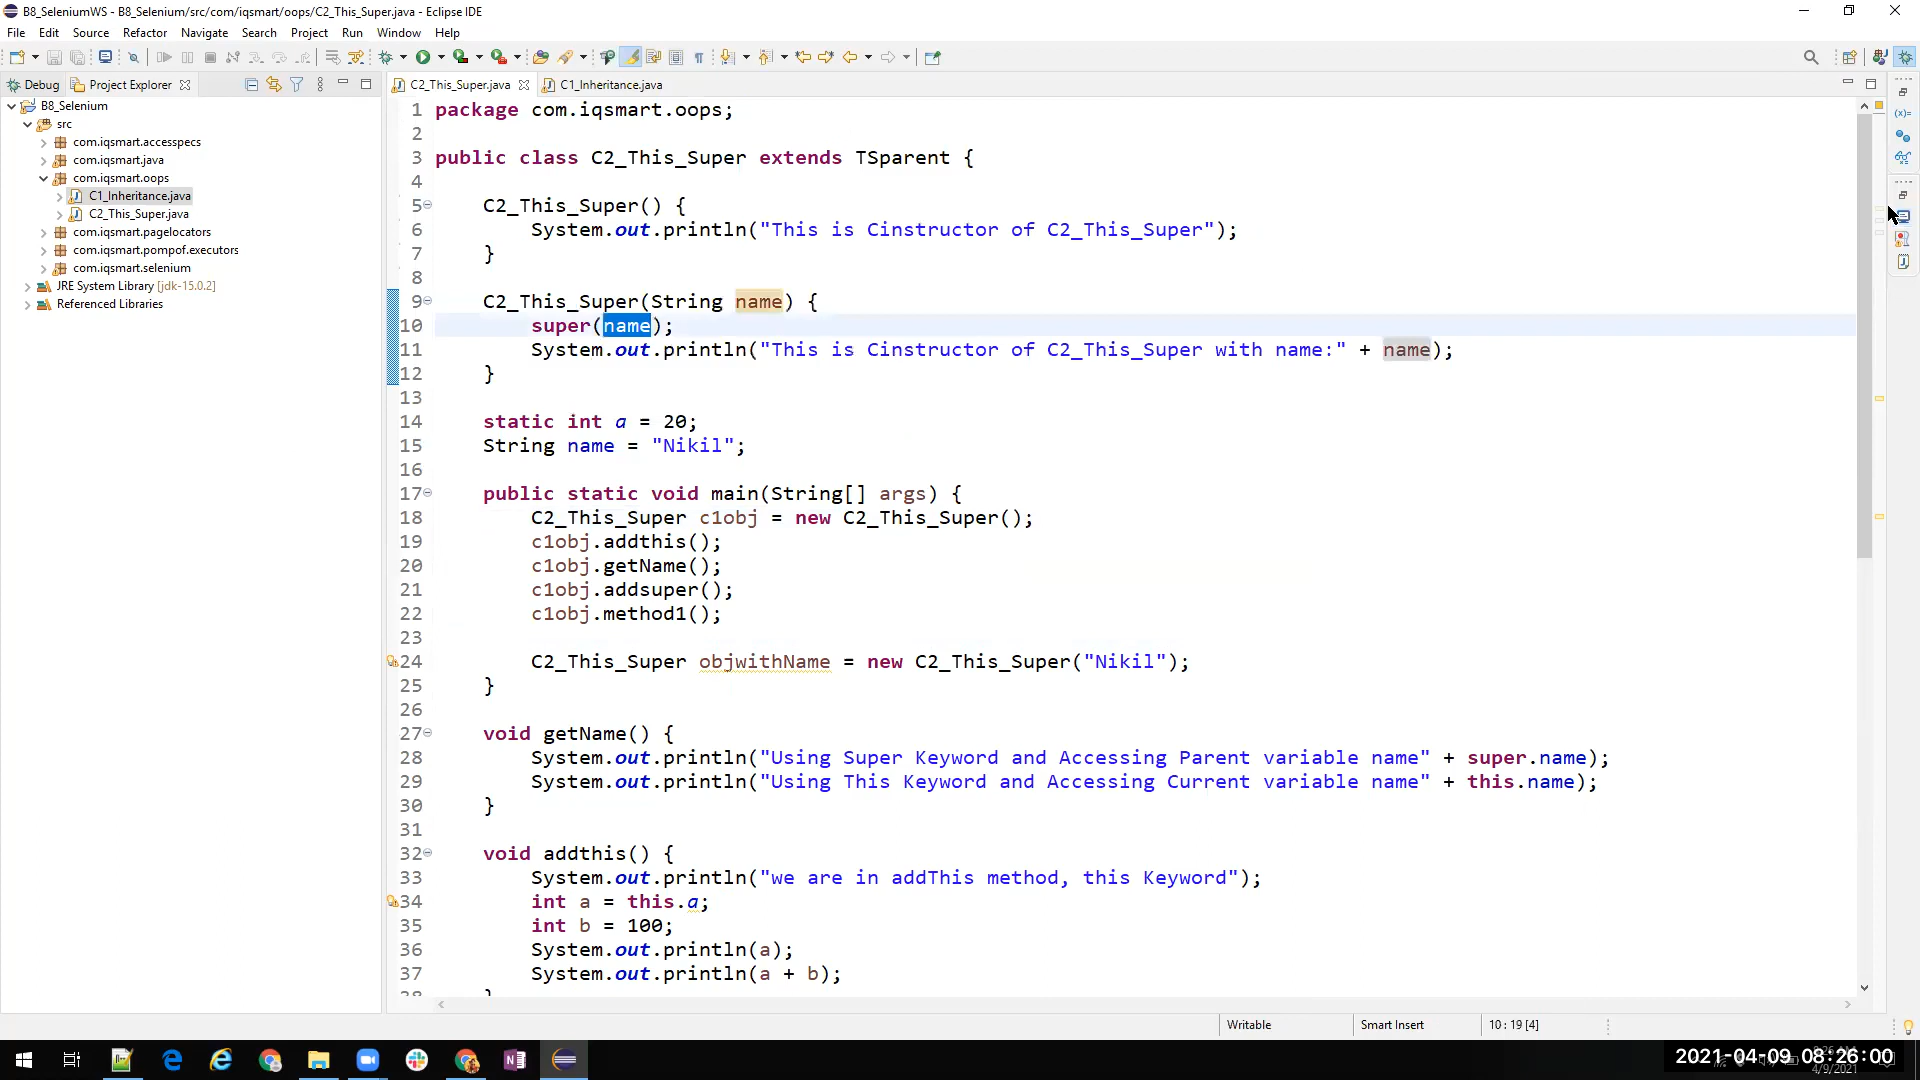 B8_SeleniumWS - B8_Selenium/src/com/iqsmart/oops/C2_This_Super.java - Eclipse IDE
File Edit Source Refactor Navigate Search Project Run Window Help
Debug Project Explorer C2_This_Super.java C1_Inheritance.java
B8_Selenium
src
com.iqsmart.accesspecs
com.iqsmart.java
com.iqsmart.oops
C1_Inheritance.java
C2_This_Super.java
com.iqsmart.pagelocators
com.iqsmart.pompof.executors
com.iqsmart.selenium
JRE System Library [jdk-15.0.2]
Referenced Libraries
1 package com.iqsmart.oops;
2
3 public class C2_This_Super extends TSparent {
4
5 C2_This_Super() {
6 System.out.println("This is Cinstructor of C2_This_Super");
7 }
8
9 C2_This_Super(String name) {
10 super(name);
11 System.out.println("This is Cinstructor of C2_This_Super with name:" + name);
12 }
13
14 static int a = 20;
15 String name = "Nikil";
16
17 public static void main(String[] args) {
18 C2_This_Super c1obj = new C2_This_Super();
19 c1obj.addthis();
20 c1obj.getName();
21 c1obj.addsuper();
22 c1obj.method1();
23
24 C2_This_Super objwithName = new C2_This_Super("Nikil");
25 }
26
27 void getName() {
28 System.out.println("Using Super Keyword and Accessing Parent variable name" + super.name);
29 System.out.println("Using This Keyword and Accessing Current variable name" + this.name);
30 }
31
32 void addthis() {
33 System.out.println("we are in addThis method, this Keyword");
34 int a = this.a;
35 int b = 100;
36 System.out.println(a);
37 System.out.println(a + b);
Writable Smart Insert 10 : 19 [4]
2021-04-09 08:26:00
4/9/2021